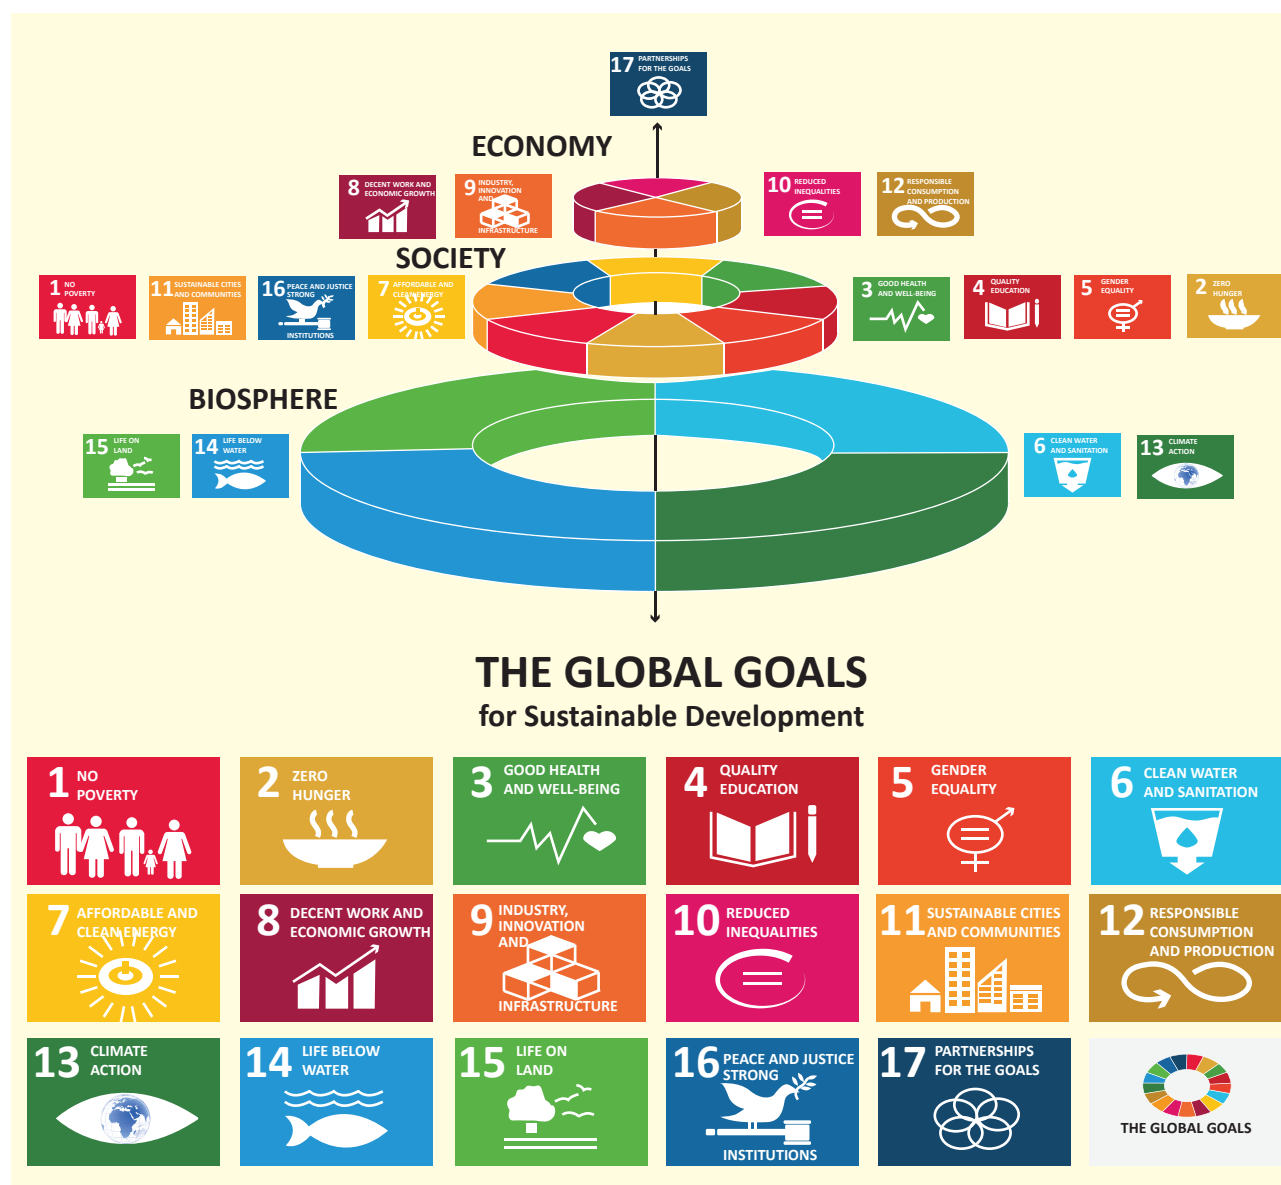 17 PARTNERSHIPS
FOR THE GOALS
ECONOMY
8 DECENT WORK AND
ECONOMIC GROWTH
9 INDUSTRY,
INNOVATION
AND
INFRASTRUCTURE
10 REDUCED
INEQUALITIES
12 RESPONSIBLE
CONSUMPTION
AND PRODUCTION
SOCIETY
1 NO
POVERTY
11 SUSTAINABLE CITIES
AND COMMUNITIES
16 PEACE AND JUSTICE
STRONG
INSTITUTIONS
7 AFFORDABLE AND
CLEAN ENERGY
3 GOOD HEALTH
AND WELL-BEING
4 QUALITY
EDUCATION
5 GENDER
EQUALITY
2 ZERO
HUNGER
BIOSPHERE
15 LIFE ON
LAND
14 LIFE BELOW
WATER
6 CLEAN WATER
AND SANITATION
13 CLIMATE
ACTION
THE GLOBAL GOALS
for Sustainable Development
1 NO
POVERTY
2 ZERO
HUNGER
3 GOOD HEALTH
AND WELL-BEING
4 QUALITY
EDUCATION
5 GENDER
EQUALITY
6 CLEAN WATER
AND SANITATION
7 AFFORDABLE AND
CLEAN ENERGY
8 DECENT WORK AND
ECONOMIC GROWTH
9 INDUSTRY,
INNOVATION
AND
INFRASTRUCTURE
10 REDUCED
INEQUALITIES
11 SUSTAINABLE CITIES
AND COMMUNITIES
12 RESPONSIBLE
CONSUMPTION
AND PRODUCTION
13 CLIMATE
ACTION
14 LIFE BELOW
WATER
15 LIFE ON
LAND
16 PEACE AND JUSTICE
STRONG
INSTITUTIONS
17 PARTNERSHIPS
FOR THE GOALS
THE GLOBAL GOALS